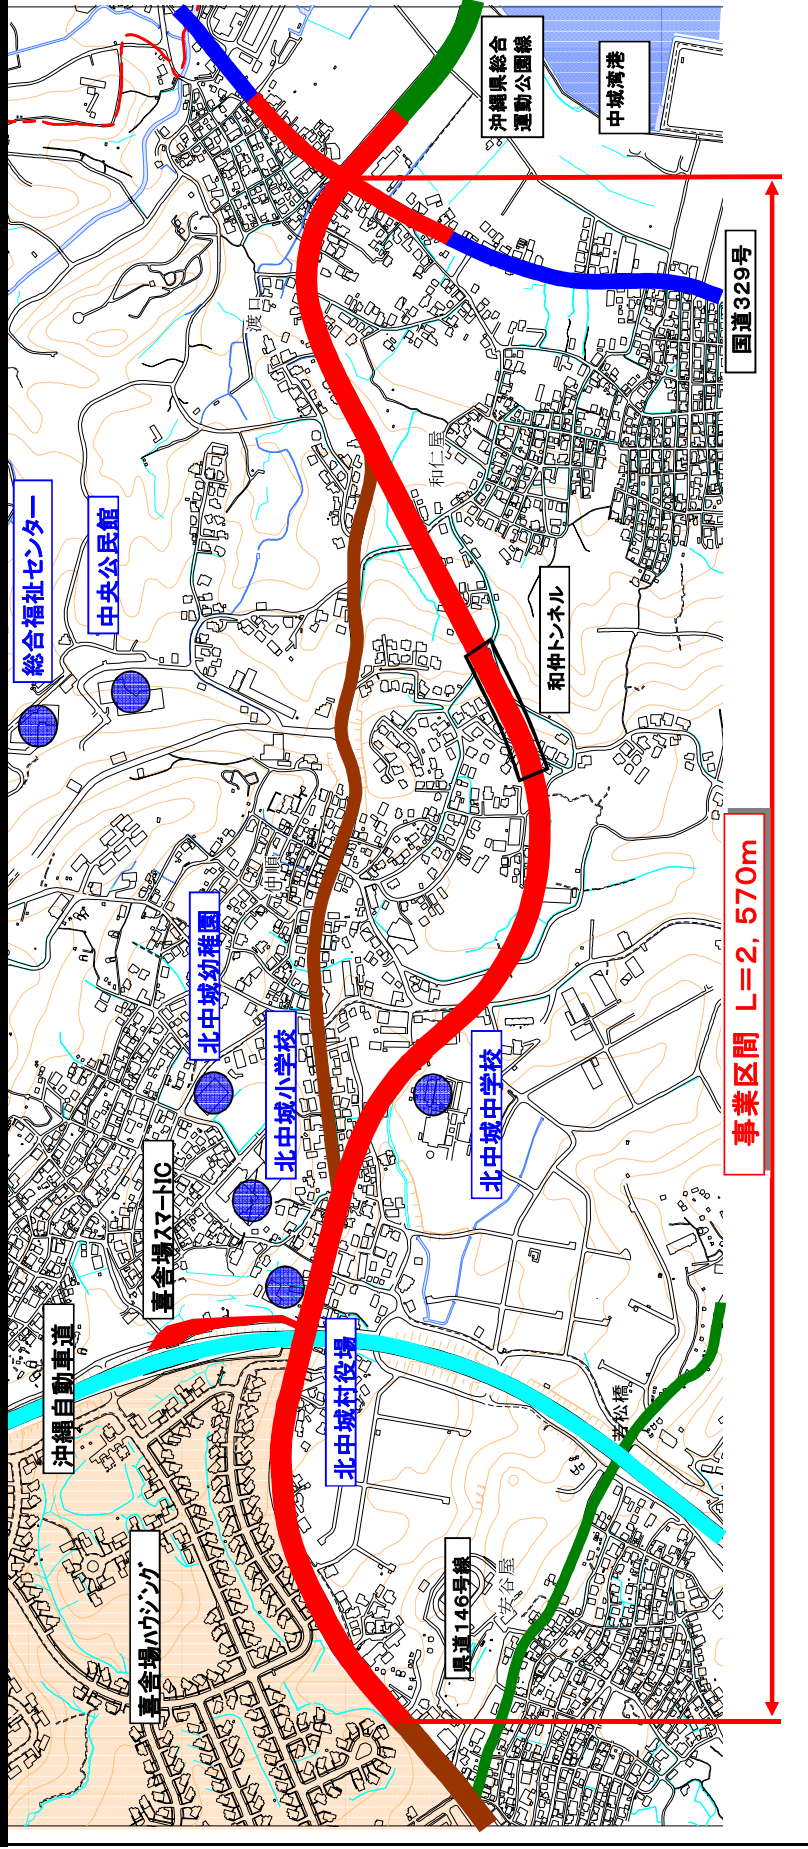 沖縄県総合
運動公園線
中城湾港
国道329号
渡口
和仁屋
総合福祉センター
中央公民館
和仲トンネル
仲順
北中城幼稚園
北中城小学校
北中城中学校
事業区間 L=2,570m
喜舎場スマートIC
沖縄自動車道
北中城村役場
若松橋
喜舎場ハウジング
県道146号線
安谷屋